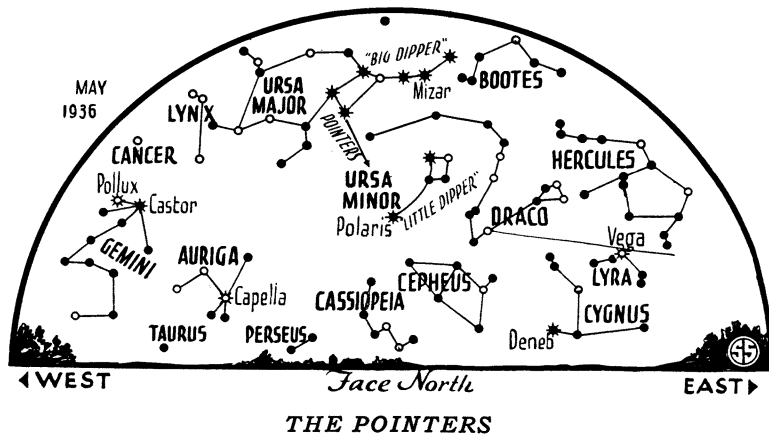 "BIG DIPPER"
BOOTES
URSA
MAJOR
Mizar
MAY
1936
LYNX
POINTERS
CANCER
HERCULES
Pollux
URSA
MINOR
Castor
"LITTLE DIPPER"
DRACO
Polaris
GEMINI
AURIGA
Vega
CEPHEUS
LYRA
Capella
CASSIOPEIA
CYGNUS
TAURUS
PERSEUS
Deneb
WEST
Face North
EAST
THE POINTERS